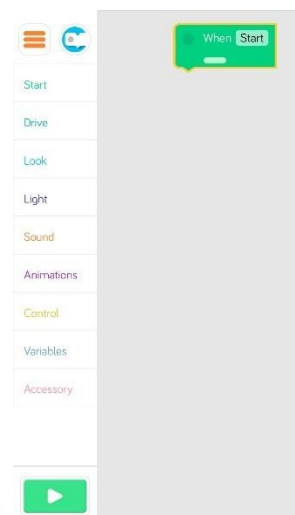 When Start
Start
Drive
Look
Light
Sound
Animations
Control
Variables
Accessory